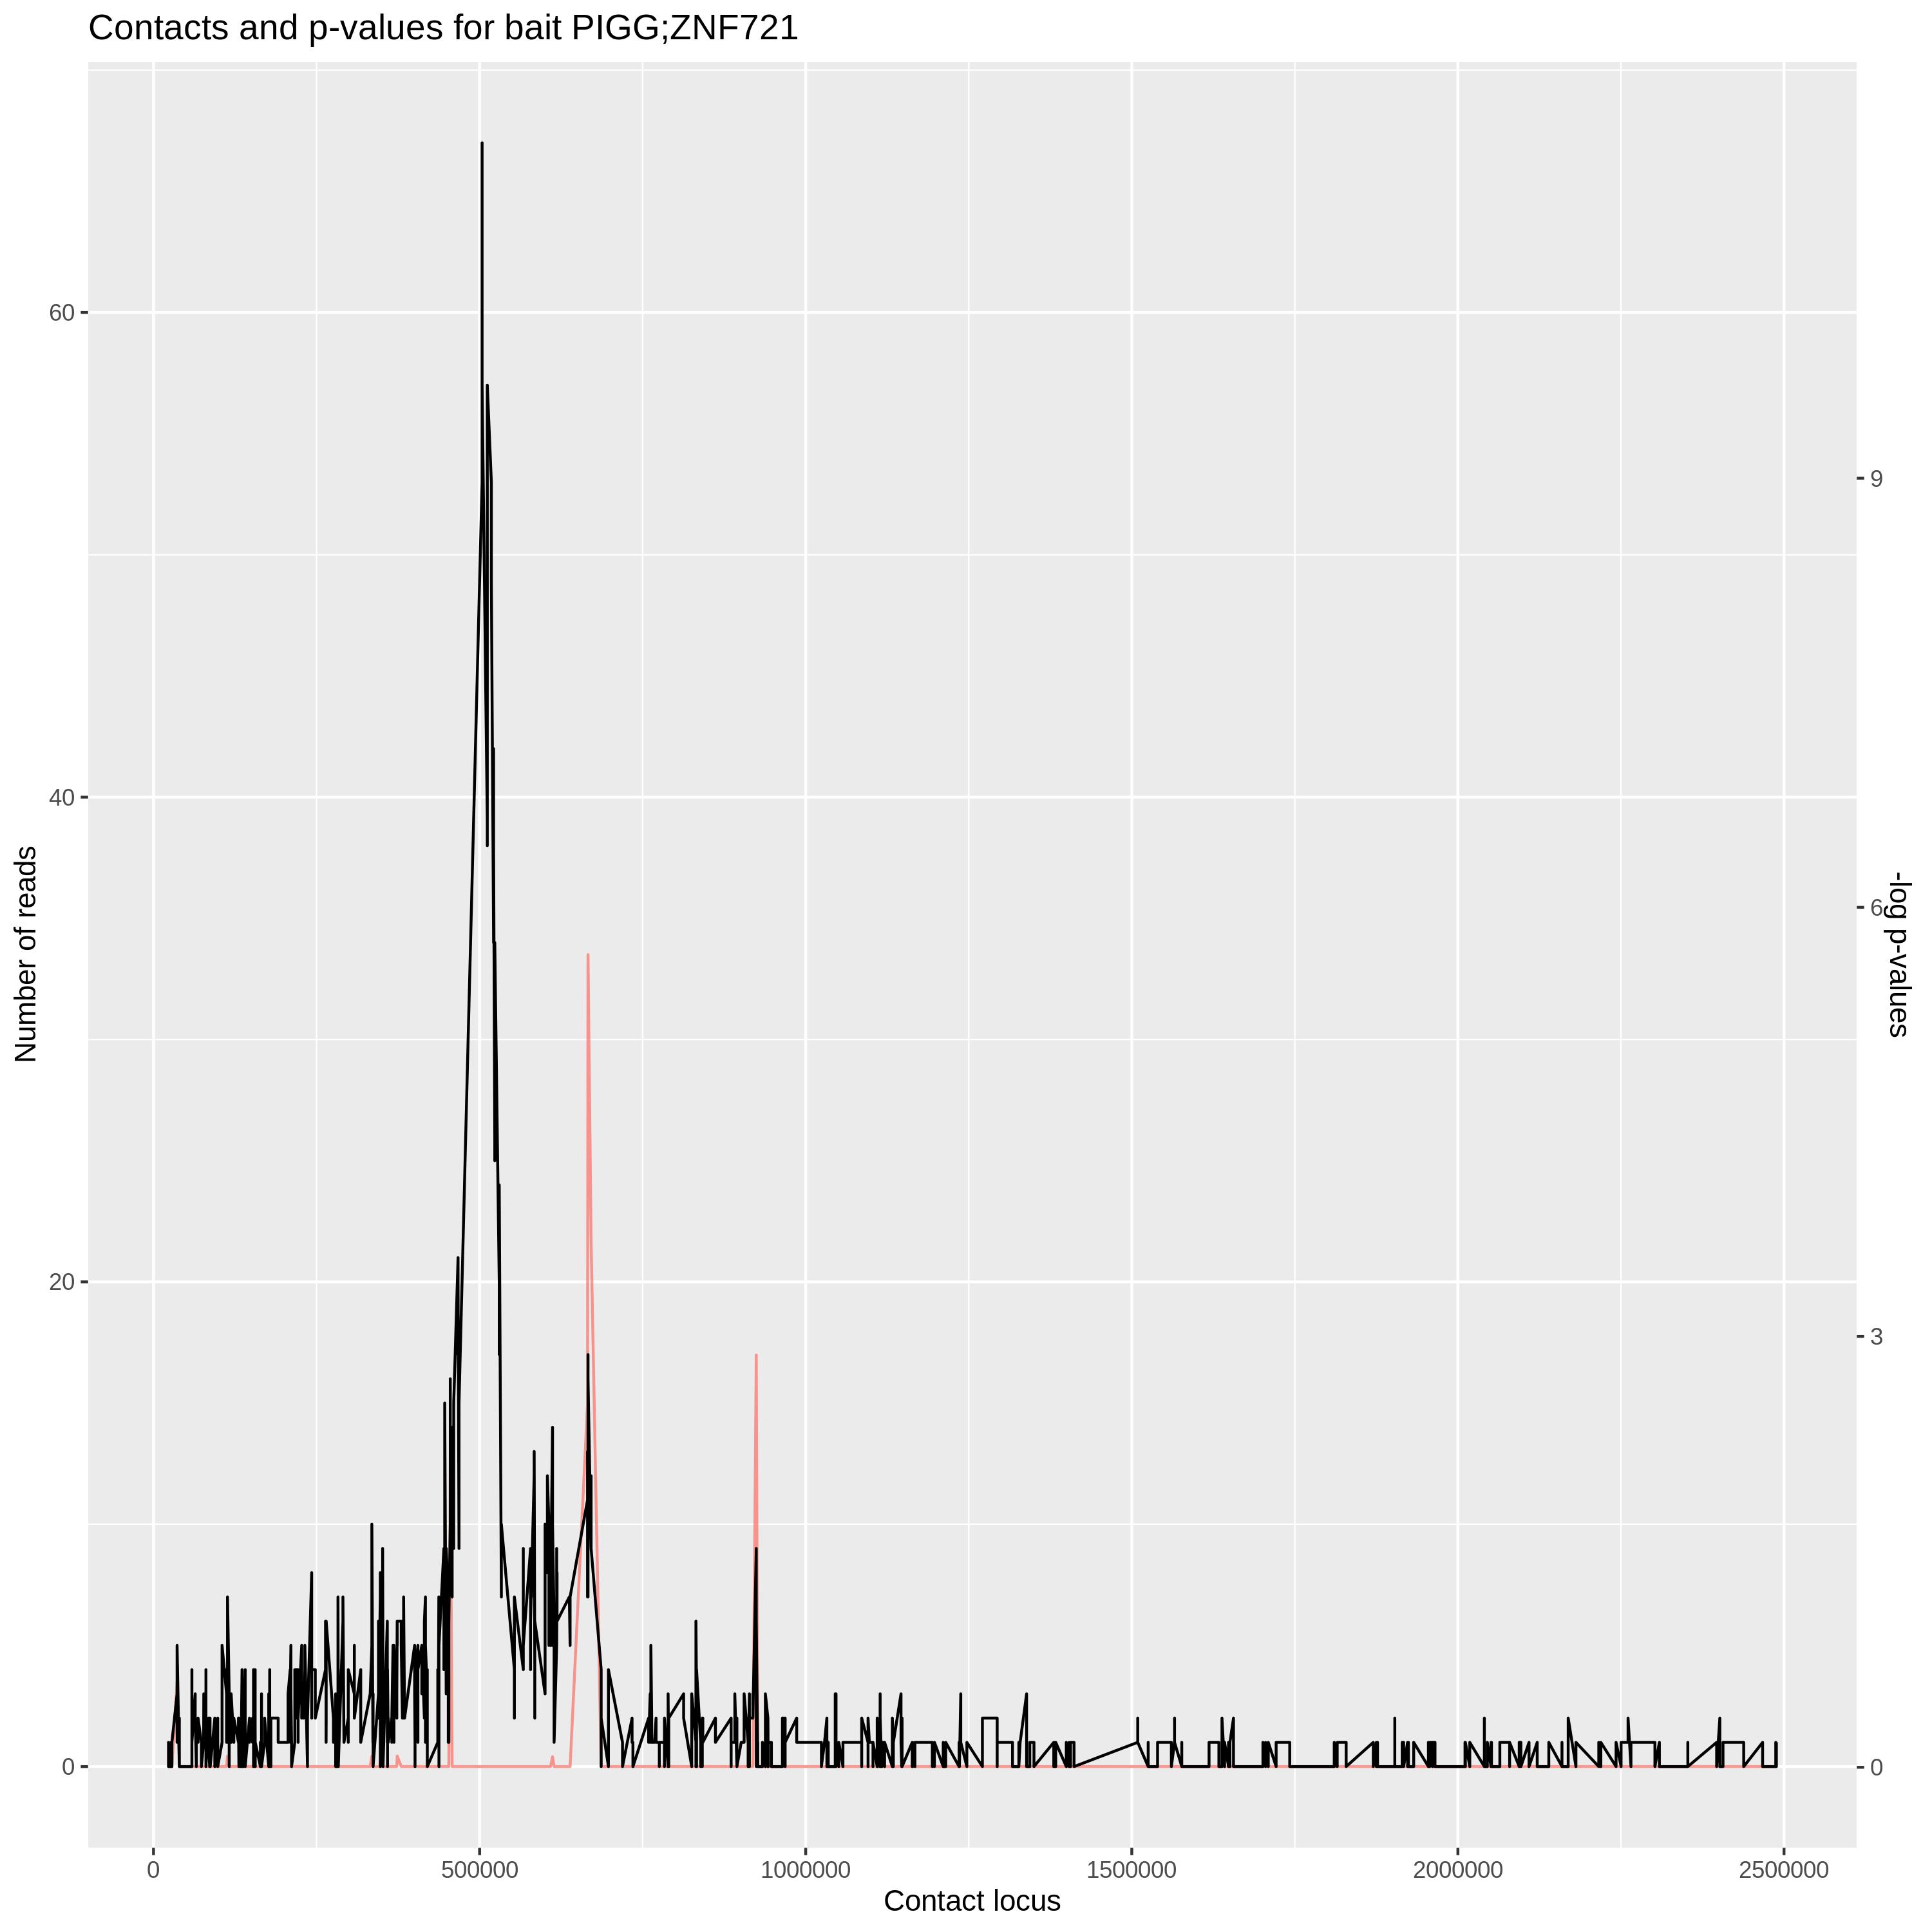 Contacts and p-values for bait PIGG;ZNF721
60
40
20
0
Number of reads
9
6
3
0
-log p-values
0 500000 1000000 1500000 2000000 2500000
Contact locus